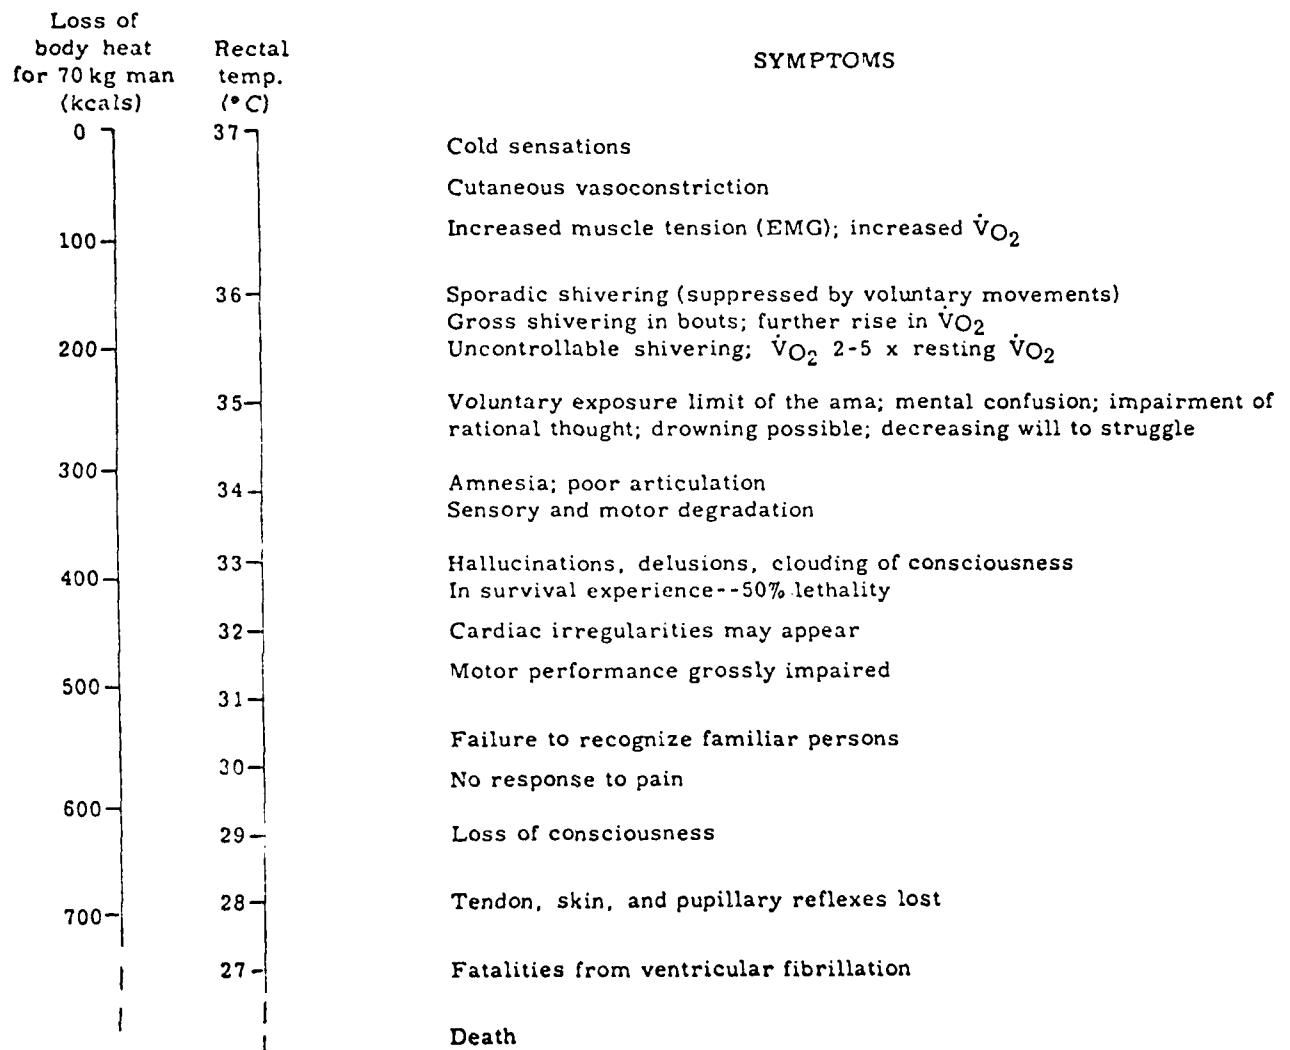 Loss of
body heat
for 70 kg man
(kcals)
Rectal
temp.
(°C)
SYMPTOMS
0
37
Cold sensations
Cutaneous vasoconstriction
Increased muscle tension (EMG); increased V̇O2
100
36
Sporadic shivering (suppressed by voluntary movements)
Gross shivering in bouts; further rise in V̇O2
200
Uncontrollable shivering; V̇O2 2-5 x resting V̇O2
35
Voluntary exposure limit of the ama; mental confusion; impairment of
rational thought; drowning possible; decreasing will to struggle
300
34
Amnesia; poor articulation
Sensory and motor degradation
33
Hallucinations, delusions, clouding of consciousness
400
In survival experience--50% lethality
32
Cardiac irregularities may appear
Motor performance grossly impaired
500
31
Failure to recognize familiar persons
30
No response to pain
600
29
Loss of consciousness
28
Tendon, skin, and pupillary reflexes lost
700
27
Fatalities from ventricular fibrillation
Death